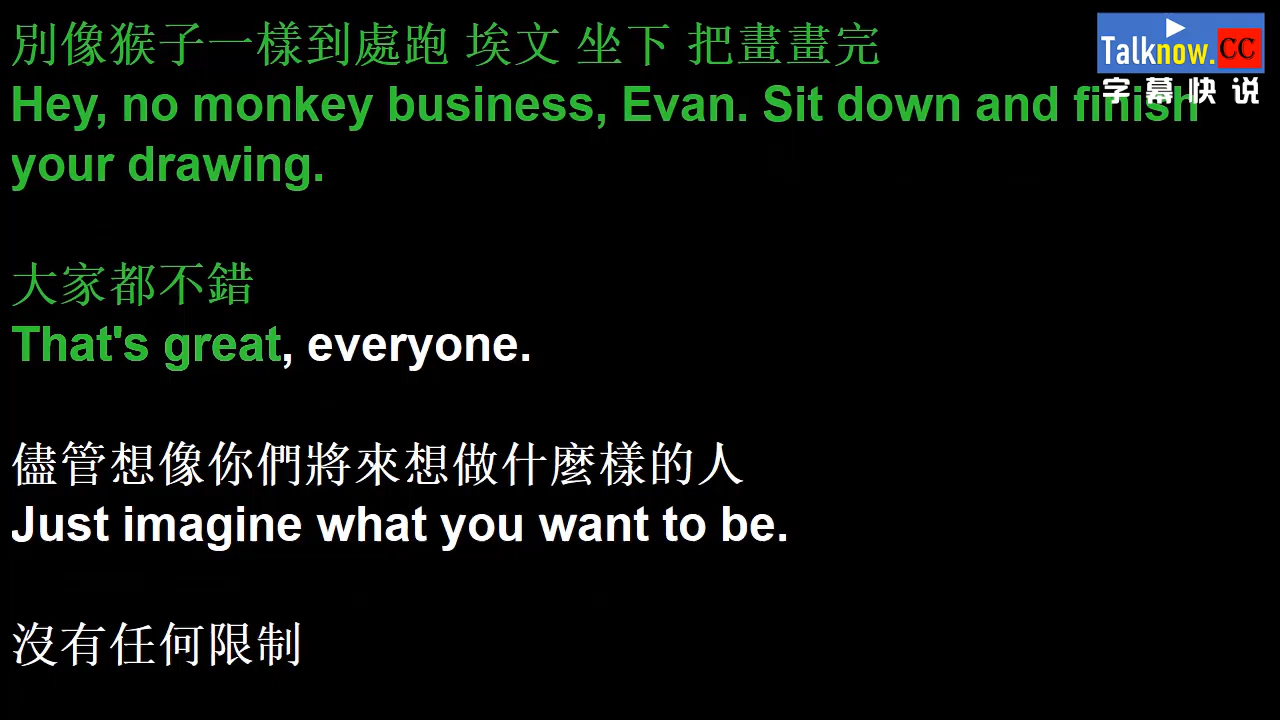 別像猴子一樣到處跑 埃文 坐下 把畫畫完
Talknow.CC
字幕快说
Hey, no monkey business, Evan. Sit down and finish
your drawing.
大家都不錯
That's great, everyone.
儘管想像你們將來想做什麼樣的人
Just imagine what you want to be.
沒有任何限制